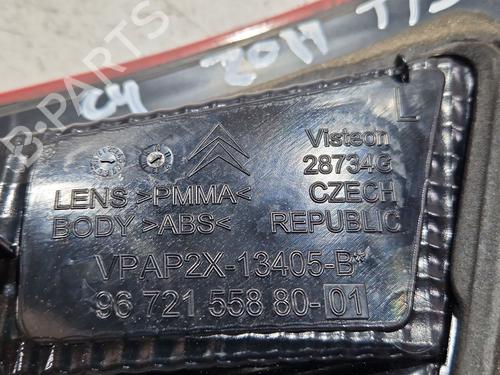 C4 2011 T/S
B-PARTS
L
Visteon
28734G
LENS >PMMA< CZECH
BODY >ABS< REPUBLIC
VPAP2X-13405-B*
96 721 558 80-01